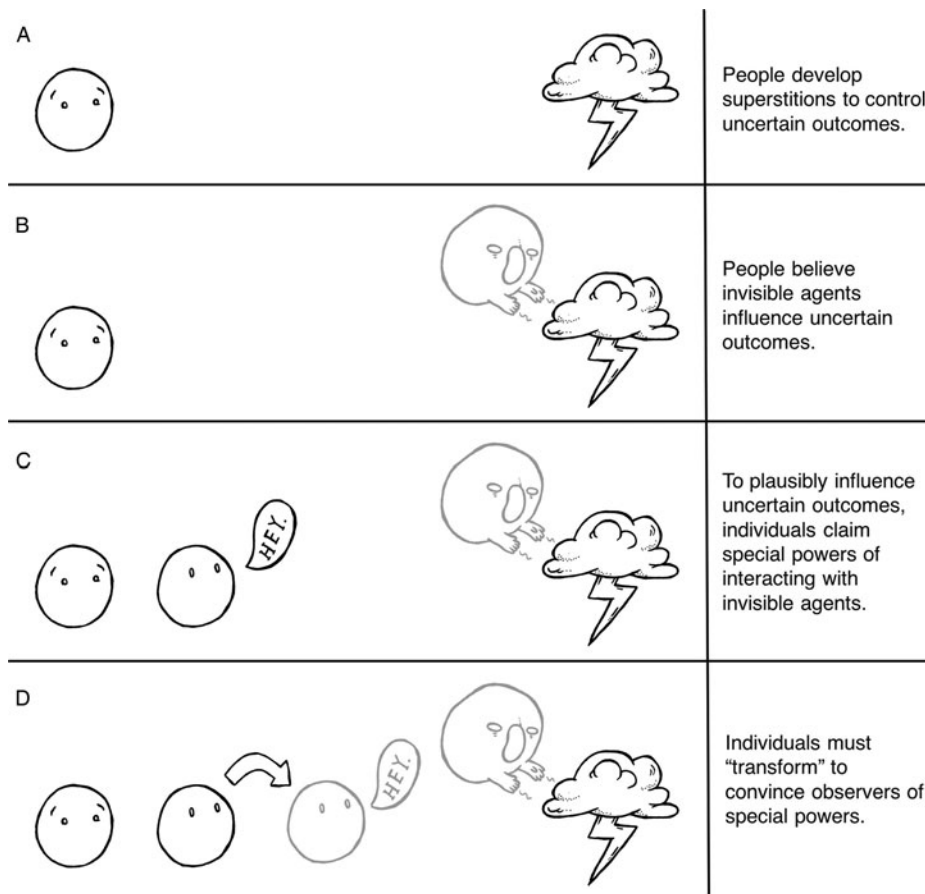 A
People develop
superstitions to control
uncertain outcomes.
B
People believe
invisible agents
influence uncertain
outcomes.
C
HEY.
To plausibly influence
uncertain outcomes,
individuals claim
special powers of
interacting with
invisible agents.
D
HEY.
Individuals must
“transform” to
convince observers of
special powers.